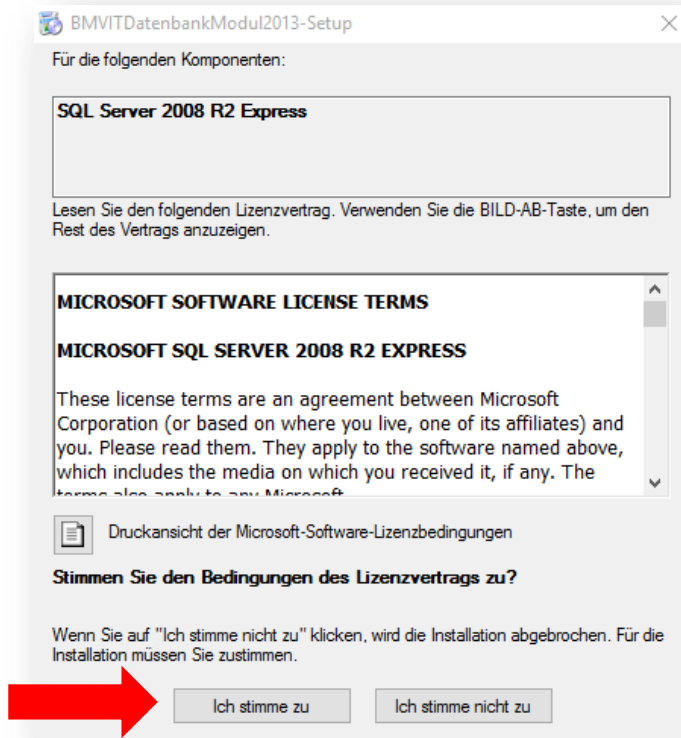 BMVITDatenbankModul2013-Setup
Für die folgenden Komponenten:
SQL Server 2008 R2 Express
Lesen Sie den folgenden Lizenzvertrag. Verwenden Sie die BILD-AB-Taste, um den
Rest des Vertrags anzuzeigen.
MICROSOFT SOFTWARE LICENSE TERMS
MICROSOFT SQL SERVER 2008 R2 EXPRESS
These license terms are an agreement between Microsoft
Corporation (or based on where you live, one of its affiliates) and
you. Please read them. They apply to the software named above,
which includes the media on which you received it, if any. The
terms also apply to any Microsoft
Druckansicht der Microsoft-Software-Lizenzbedingungen
Stimmen Sie den Bedingungen des Lizenzvertrags zu?
Wenn Sie auf "Ich stimme nicht zu" klicken, wird die Installation abgebrochen. Für die
Installation müssen Sie zustimmen.
Ich stimme zu
Ich stimme nicht zu